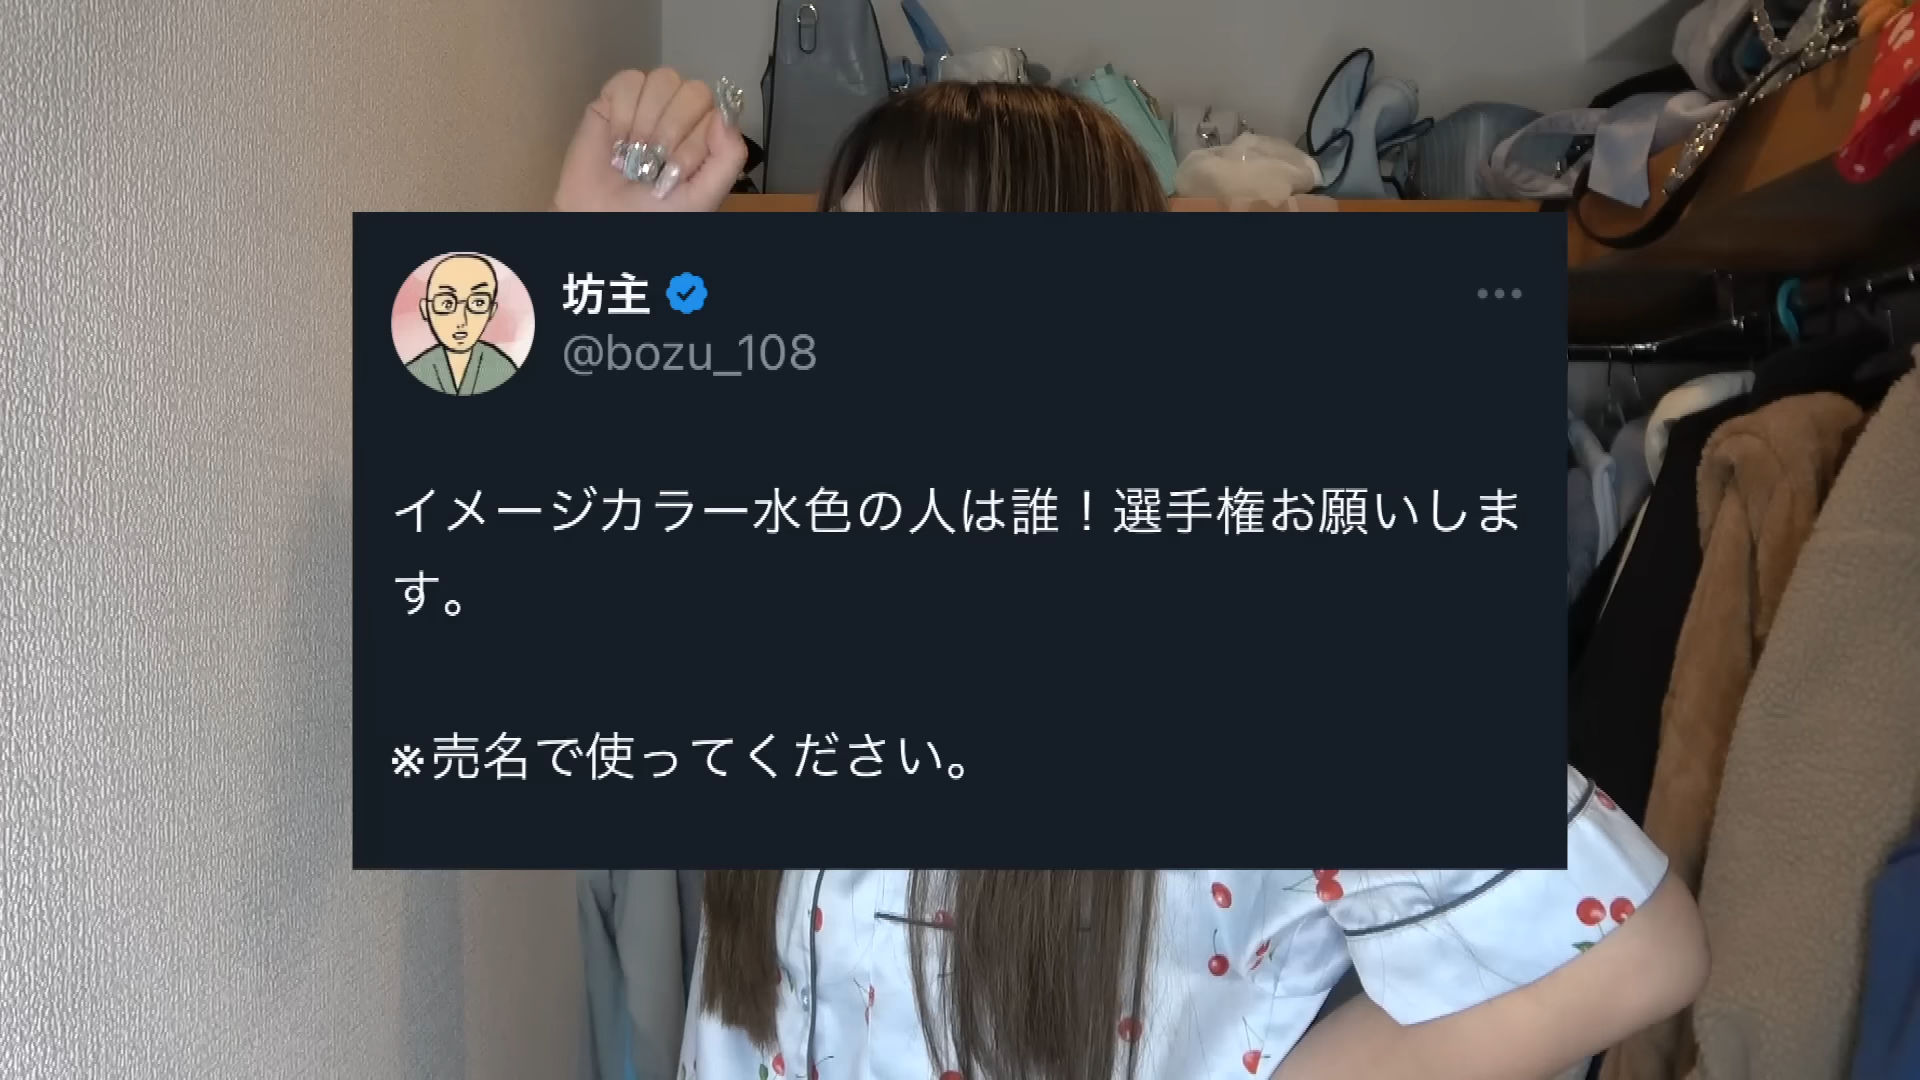 坊主
@bozu_108
イメージカラー水色の人は誰！選手権お願いしま
す。
※売名で使ってください。